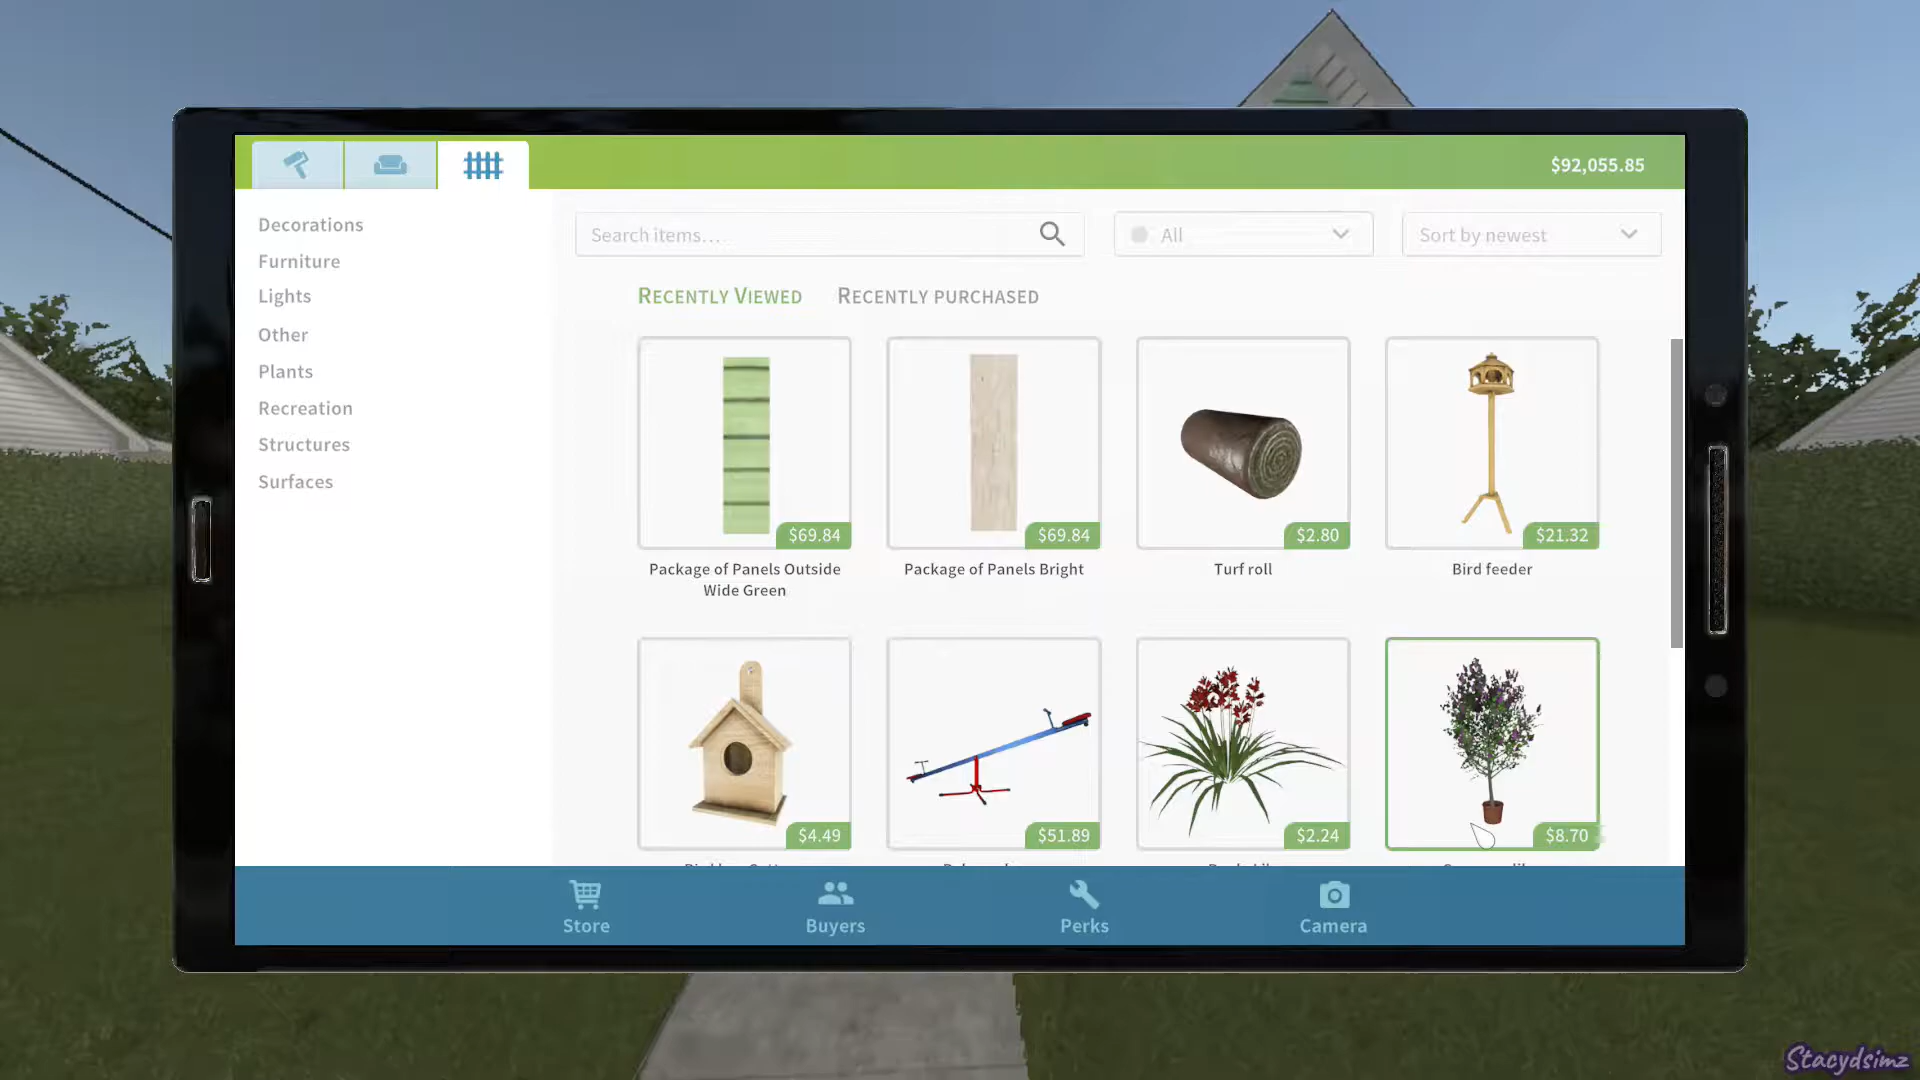 $92,055.85
Decorations
Furniture
Lights
Other
Plants
Recreation
Structures
Surfaces
Search items...
All
Sort by newest
RECENTLY VIEWED
RECENTLY PURCHASED
$69.84
$69.84
$2.80
$21.32
Package of Panels Outside
Wide Green
Package of Panels Bright
Turf roll
Bird feeder
$4.49
$51.89
$2.24
$8.70
Store
Buyers
Perks
Camera
Stacydsimz